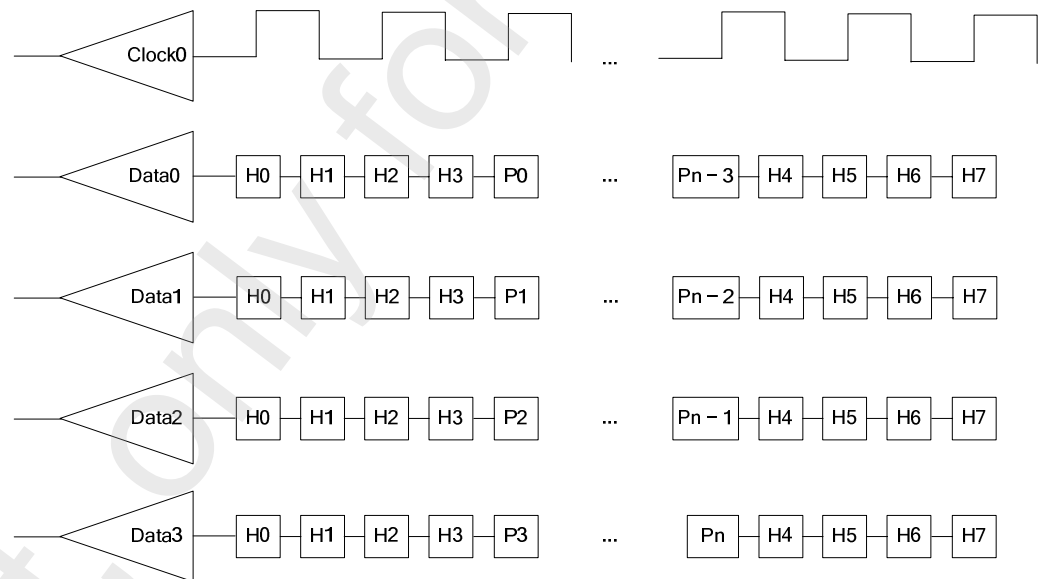 Clock0 ...
Data0 H0 H1 H2 H3 P0 ... Pn – 3 H4 H5 H6 H7
Data1 H0 H1 H2 H3 P1 ... Pn – 2 H4 H5 H6 H7
Data2 H0 H1 H2 H3 P2 ... Pn – 1 H4 H5 H6 H7
Data3 H0 H1 H2 H3 P3 ... Pn H4 H5 H6 H7
only for